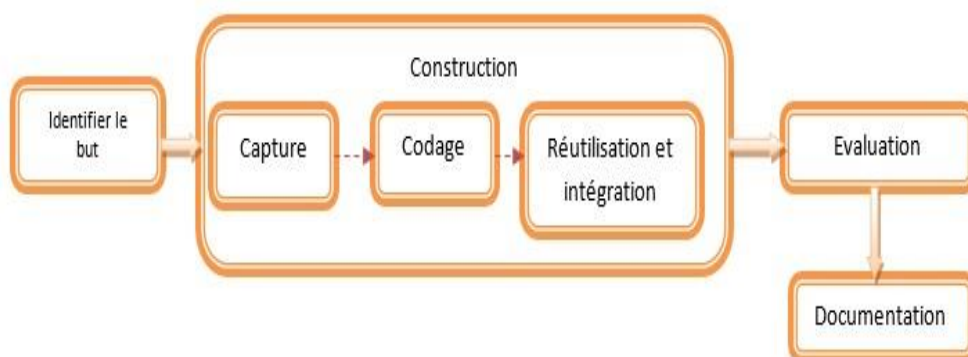 Construction
Identifier le
but
Capture
Codage
Réutilisation et
intégration
Evaluation
Documentation